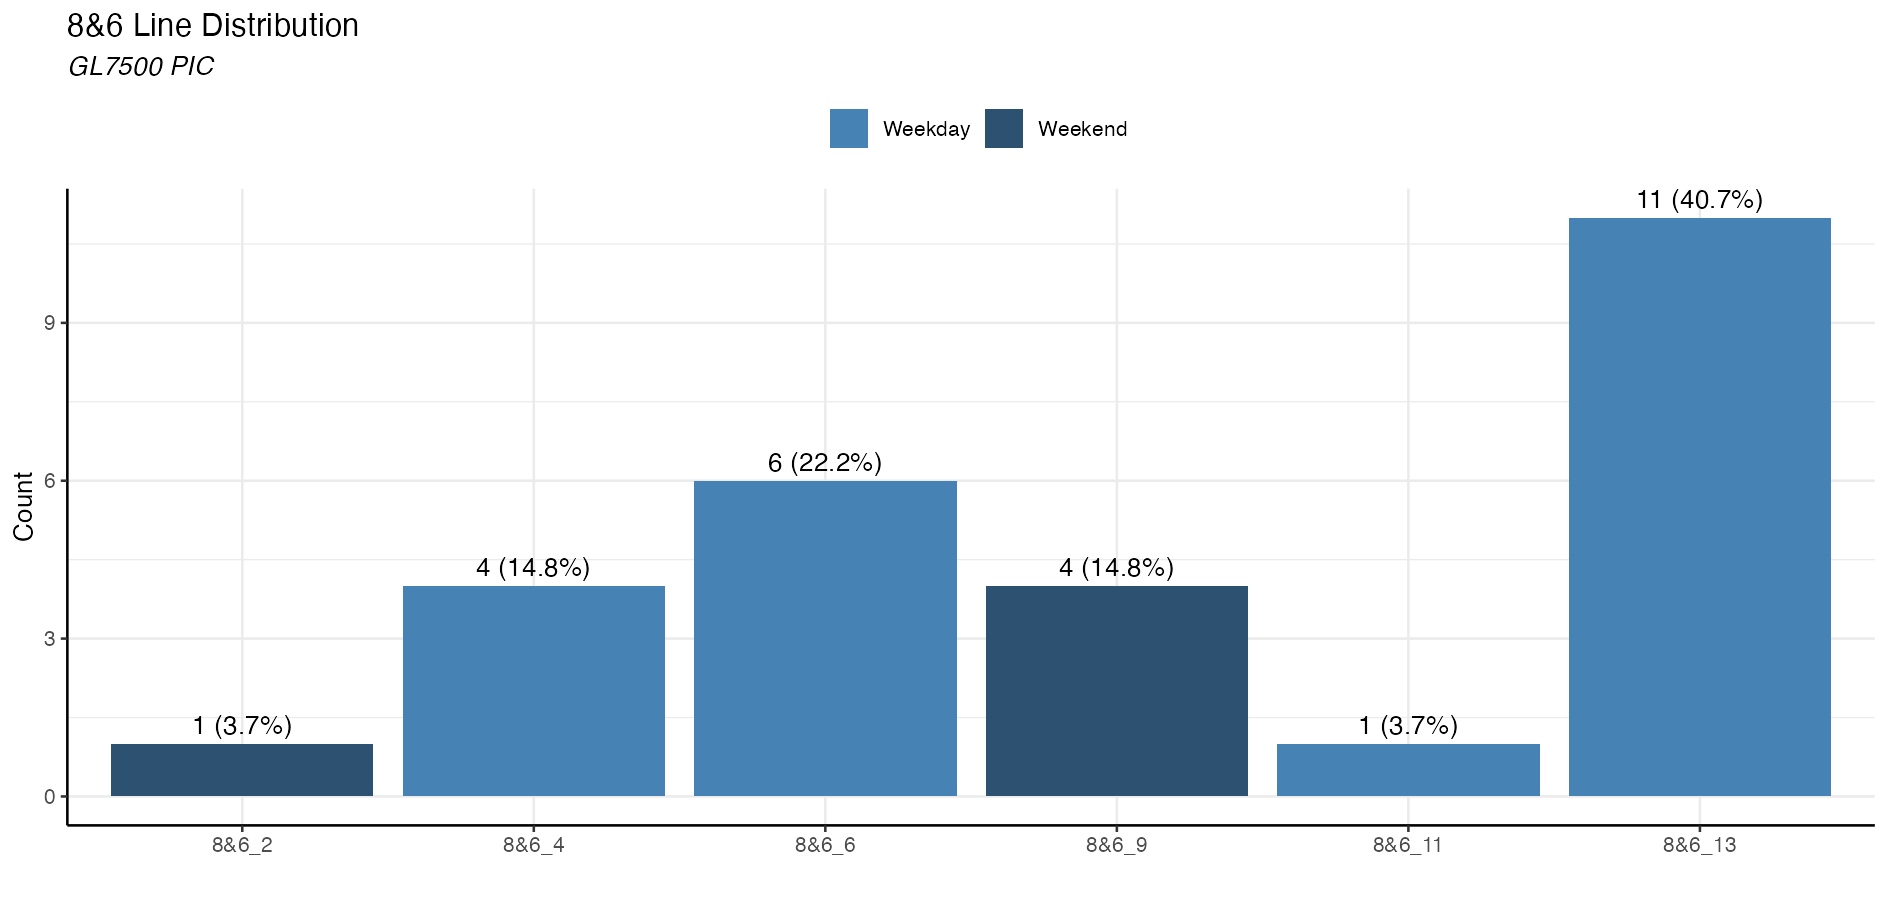 8&6 Line Distribution
GL7500 PIC
Weekday Weekend
11 (40.7%)
9
6 (22.2%)
6
Count
4 (14.8%) 4 (14.8%)
3
1 (3.7%) 1 (3.7%)
0
8&6_2 8&6_4 8&6_6 8&6_9 8&6_11 8&6_13